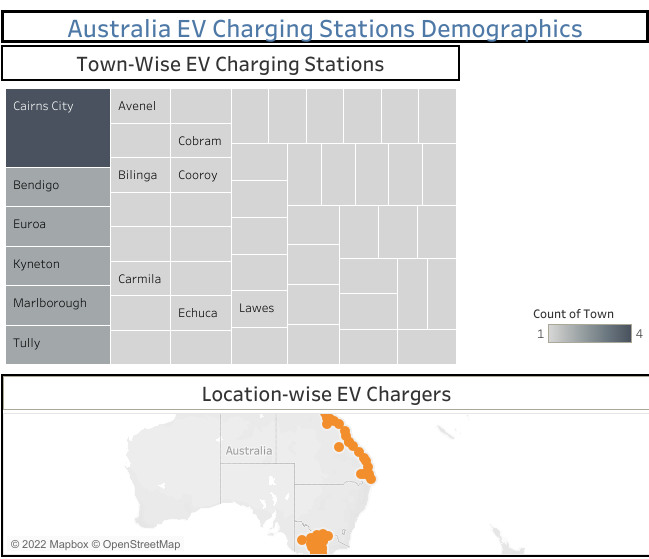 Australia EV Charging Stations Demographics
Town-Wise EV Charging Stations
Cairns City
Avenel
Cobram
Bendigo
Bilinga
Cooroy
Euroa
Kyneton
Carmila
Marlborough
Echuca
Lawes
Tully
Count of Town
1
4
Location-wise EV Chargers
Australia
© 2022 Mapbox © OpenStreetMap